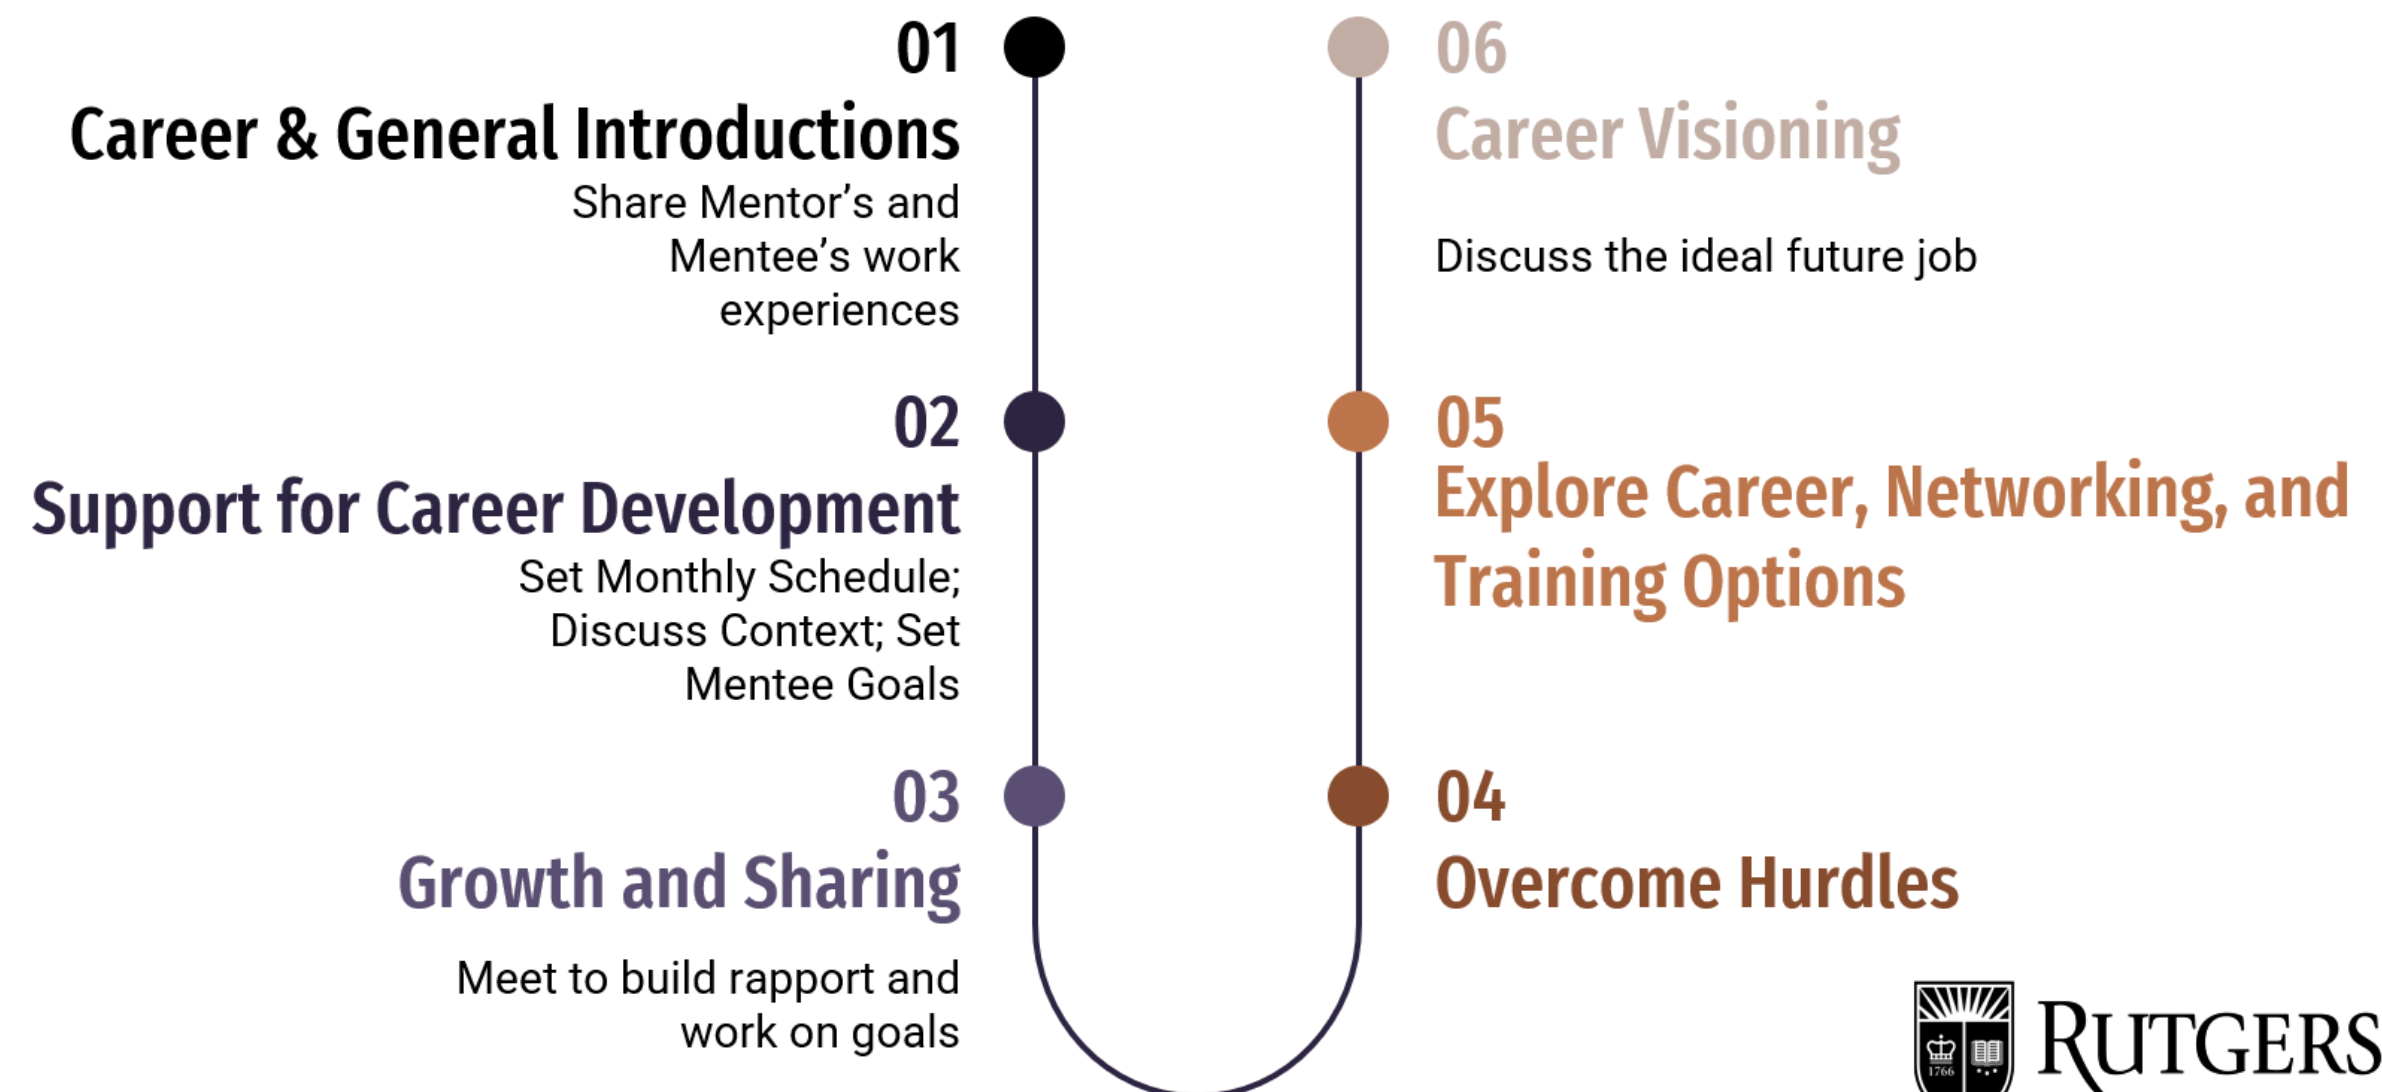 01
Career & General Introductions
Share Mentor’s and
Mentee’s work
experiences
02
Support for Career Development
Set Monthly Schedule;
Discuss Context; Set
Mentee Goals
03
Growth and Sharing
Meet to build rapport and
work on goals
04
Overcome Hurdles
05
Explore Career, Networking, and
Training Options
06
Career Visioning
Discuss the ideal future job
1766
RUTGERS